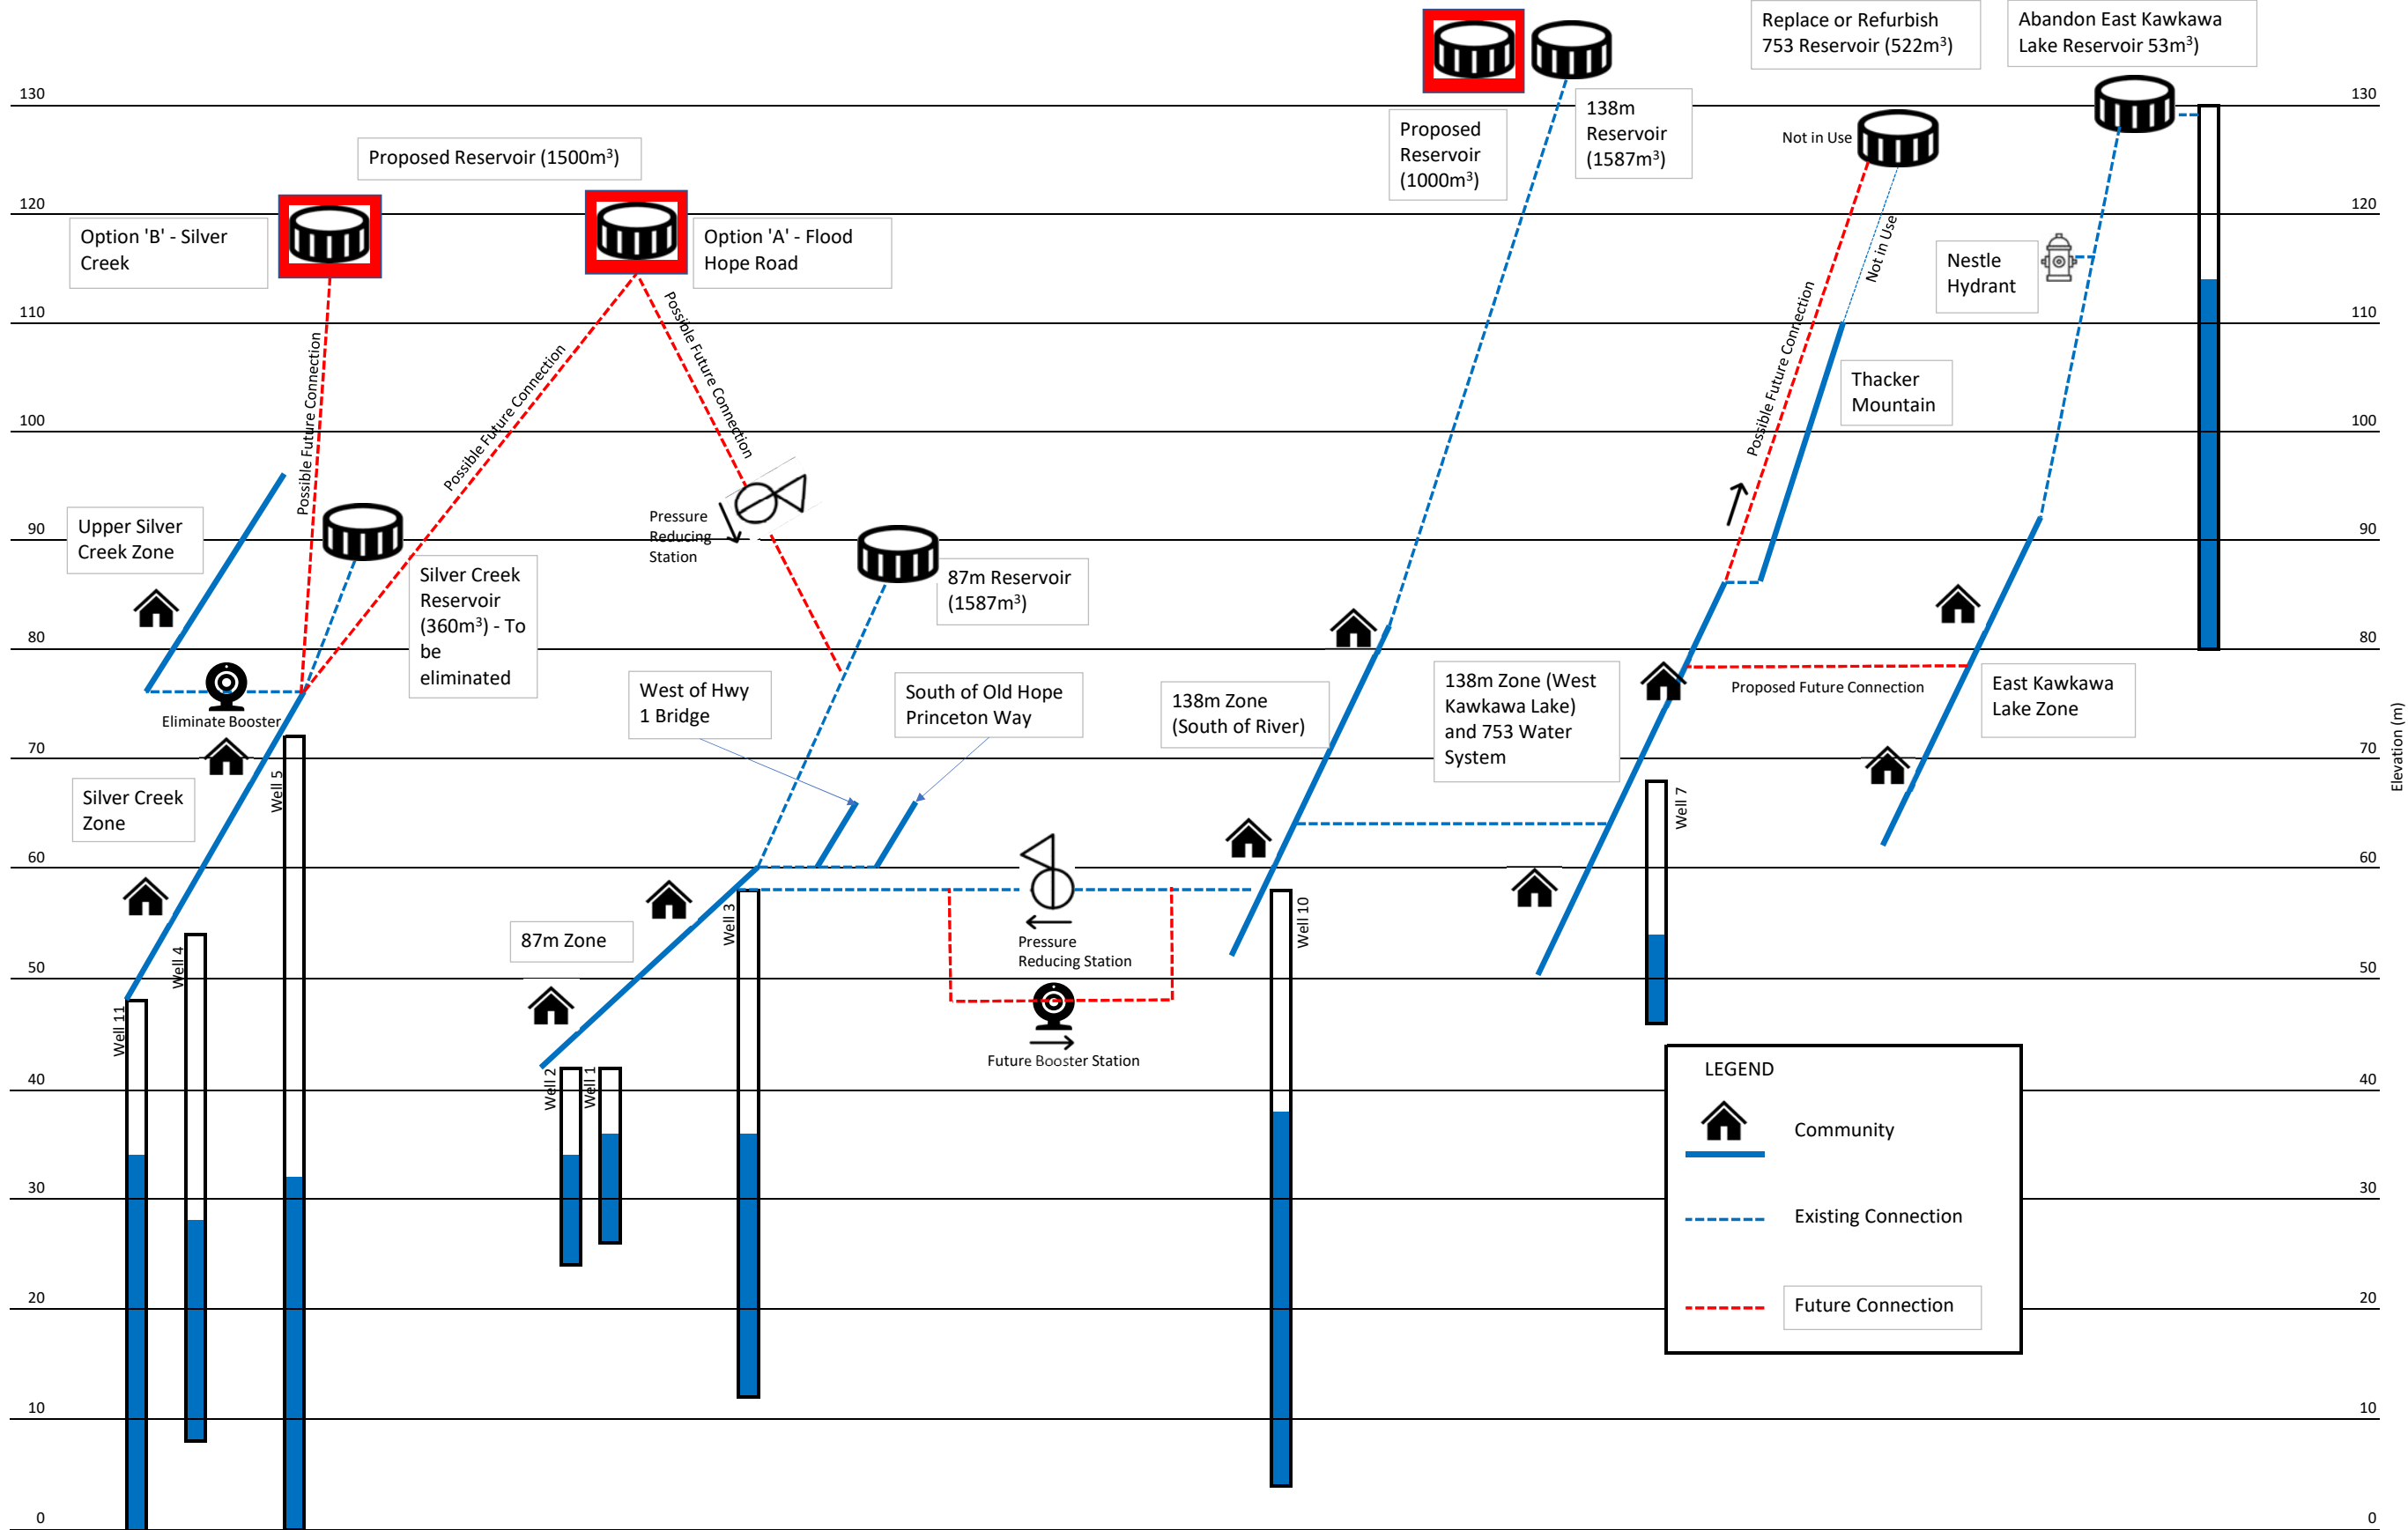 Replace or Refurbish
753 Reservoir (522m³)
Abandon East Kawkawa
Lake Reservoir 53m³)
130
130
138m
Reservoir
(1587m³)
Proposed
Reservoir
(1000m³)
Not in Use
Proposed Reservoir (1500m³)
120
120
Option 'B' - Silver
Creek
Option 'A' - Flood
Hope Road
Not in Use
Nestle
Hydrant
110
110
Possible Future Connection
Possible Future Connection
Possible Future Connection
Possible Future Connection
Thacker
Mountain
100
100
90
90
Upper Silver
Creek Zone
Pressure
Reducing
Station
Silver Creek
Reservoir
(360m³) - To
be
eliminated
87m Reservoir
(1587m³)
80
80
Eliminate Booster
West of Hwy
1 Bridge
South of Old Hope
Princeton Way
138m Zone
(South of River)
138m Zone (West
Kawkawa Lake)
and 753 Water
System
Proposed Future Connection
East Kawkawa
Lake Zone
70
70
Elevation (m)
Silver Creek
Zone
Well 5
Well 7
60
60
87m Zone
Well 3
Well 10
Well 4
Pressure
Reducing Station
50
50
Well 11
Future Booster Station
Well 2
Well 1
40
40
LEGEND
Community
Existing Connection
Future Connection
30
30
20
20
10
10
0
0